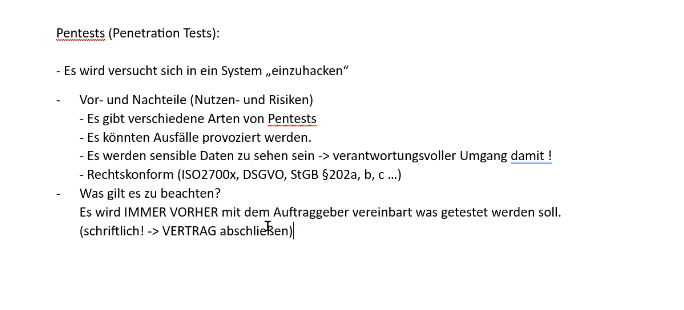 Pentests (Penetration Tests):
- Es wird versucht sich in ein System „einzuhacken“
- Vor- und Nachteile (Nutzen- und Risiken)
- Es gibt verschiedene Arten von Pentests
- Es könnten Ausfälle provoziert werden.
- Es werden sensible Daten zu sehen sein -> verantwortungsvoller Umgang damit !
- Rechtskonform (ISO2700x, DSGVO, StGB §202a, b, c ...)
- Was gilt es zu beachten?
Es wird IMMER VORHER mit dem Auftraggeber vereinbart was getestet werden soll.
(schriftlich! -> VERTRAG abschließen)